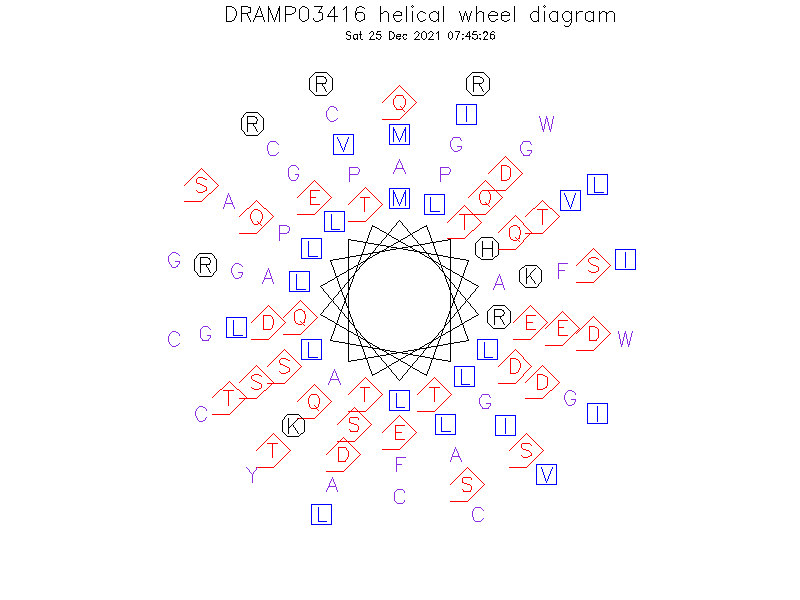 DRAMP03416 helical wheel diagram
Sat 25 Dec 2021 07:45:26
R R
Q
C I
R W
M
V G
C G
A
G P P D
S L
E M Q
A T L V
Q L T T
P Q
L H
G R S I
G A K F
L A
Q R
D E
L E
G D
C W
L L
S D
A L
S D
T T T G
Q L G
C I
K S L I
E
T S
D A
F
Y V
A S
C
L C